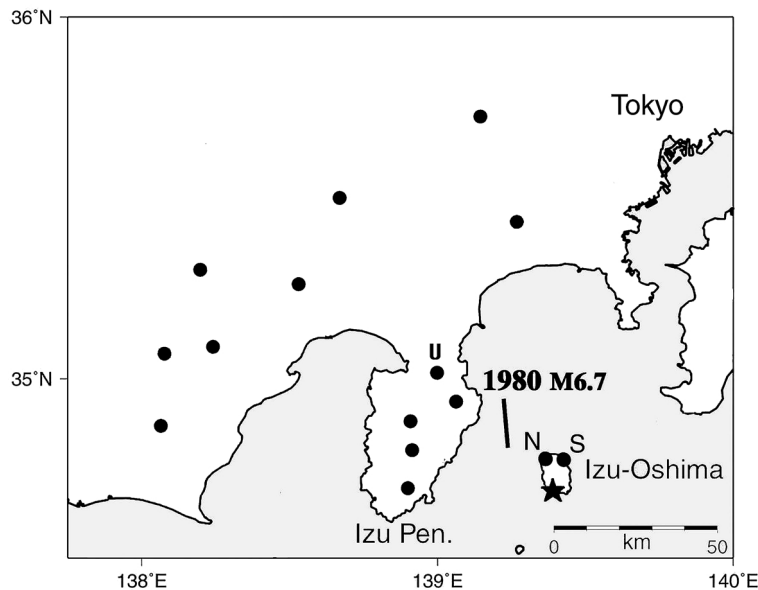 36˚N
Tokyo
U
35˚N
1980 M6.7
N S
Izu-Oshima
Izu Pen.
0 km 50
138˚E 139˚E 140˚E